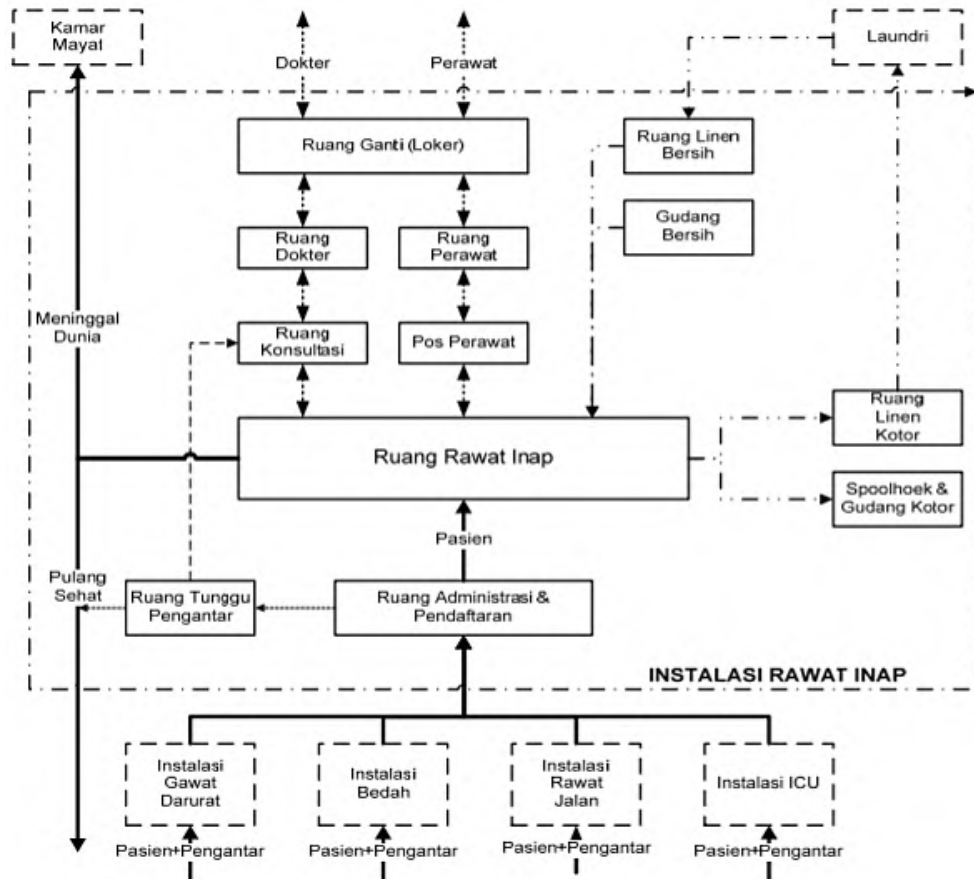 Kamar
Mayat
Dokter
Perawat
Laundri
Ruang Ganti (Loker)
Ruang Linen
Bersih
Gudang
Bersih
Ruang
Dokter
Ruang
Perawat
Meninggal
Dunia
Ruang
Konsultasi
Pos Perawat
Ruang
Linen
Kotor
Ruang Rawat Inap
Spoolhoek &
Gudang Kotor
Pasien
Pulang
Sehat
Ruang Tunggu
Pengantar
Ruang Administrasi &
Pendaftaran
INSTALASI RAWAT INAP
Instalasi
Gawat
Darurat
Instalasi
Bedah
Instalasi
Rawat
Jalan
Instalasi ICU
Pasien+Pengantar
Pasien+Pengantar
Pasien+Pengantar
Pasien+Pengantar